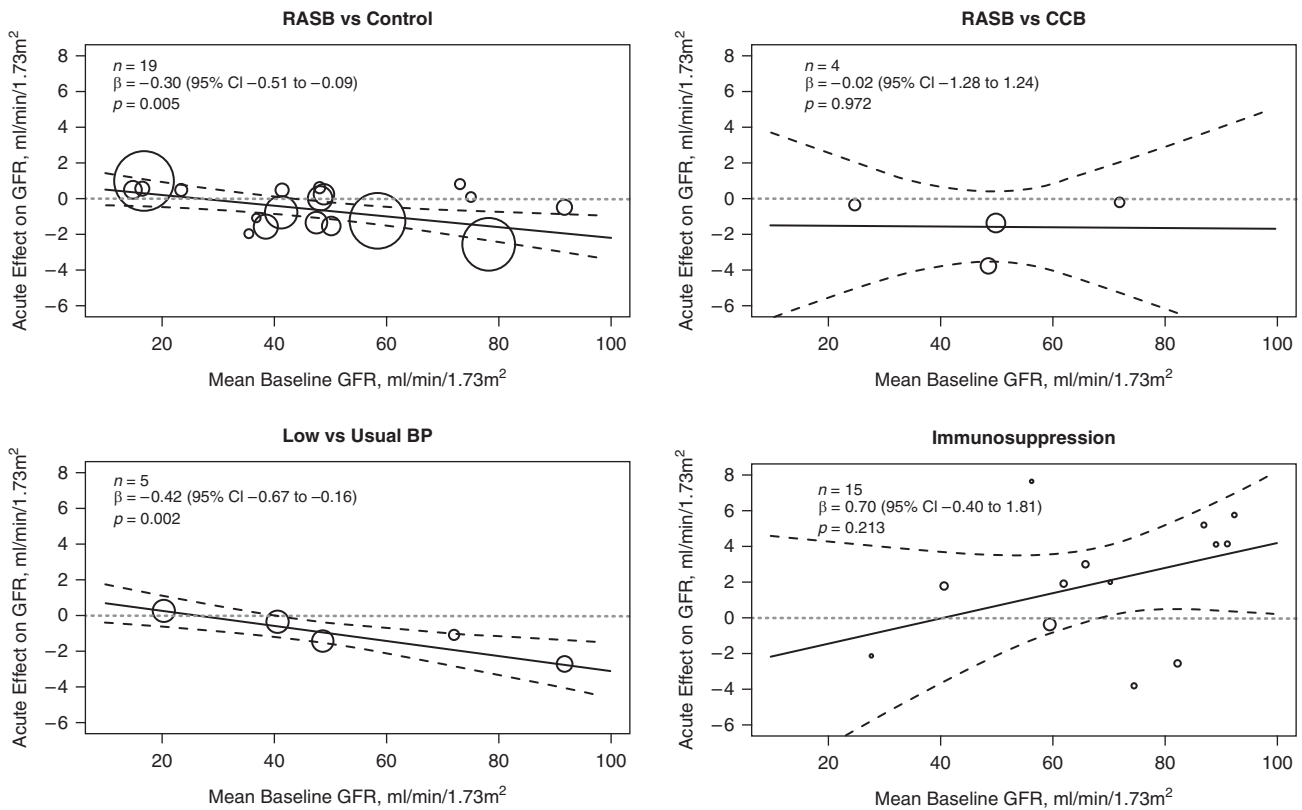 RASB vs Control
Acute Effect on GFR, ml/min/1.73m²
8
6
4
2
0
−2
−4
−6
n = 19
β = −0.30 (95% CI −0.51 to −0.09)
p = 0.005
20 40 60 80 100
Mean Baseline GFR, ml/min/1.73m²
RASB vs CCB
Acute Effect on GFR, ml/min/1.73m²
8
6
4
2
0
−2
−4
−6
n = 4
β = −0.02 (95% CI −1.28 to 1.24)
p = 0.972
20 40 60 80 100
Mean Baseline GFR, ml/min/1.73m²
Low vs Usual BP
Acute Effect on GFR, ml/min/1.73m²
8
6
4
2
0
−2
−4
−6
n = 5
β = −0.42 (95% CI −0.67 to −0.16)
p = 0.002
20 40 60 80 100
Mean Baseline GFR, ml/min/1.73m²
Immunosuppression
Acute Effect on GFR, ml/min/1.73m²
8
6
4
2
0
−2
−4
−6
n = 15
β = 0.70 (95% CI −0.40 to 1.81)
p = 0.213
20 40 60 80 100
Mean Baseline GFR, ml/min/1.73m²